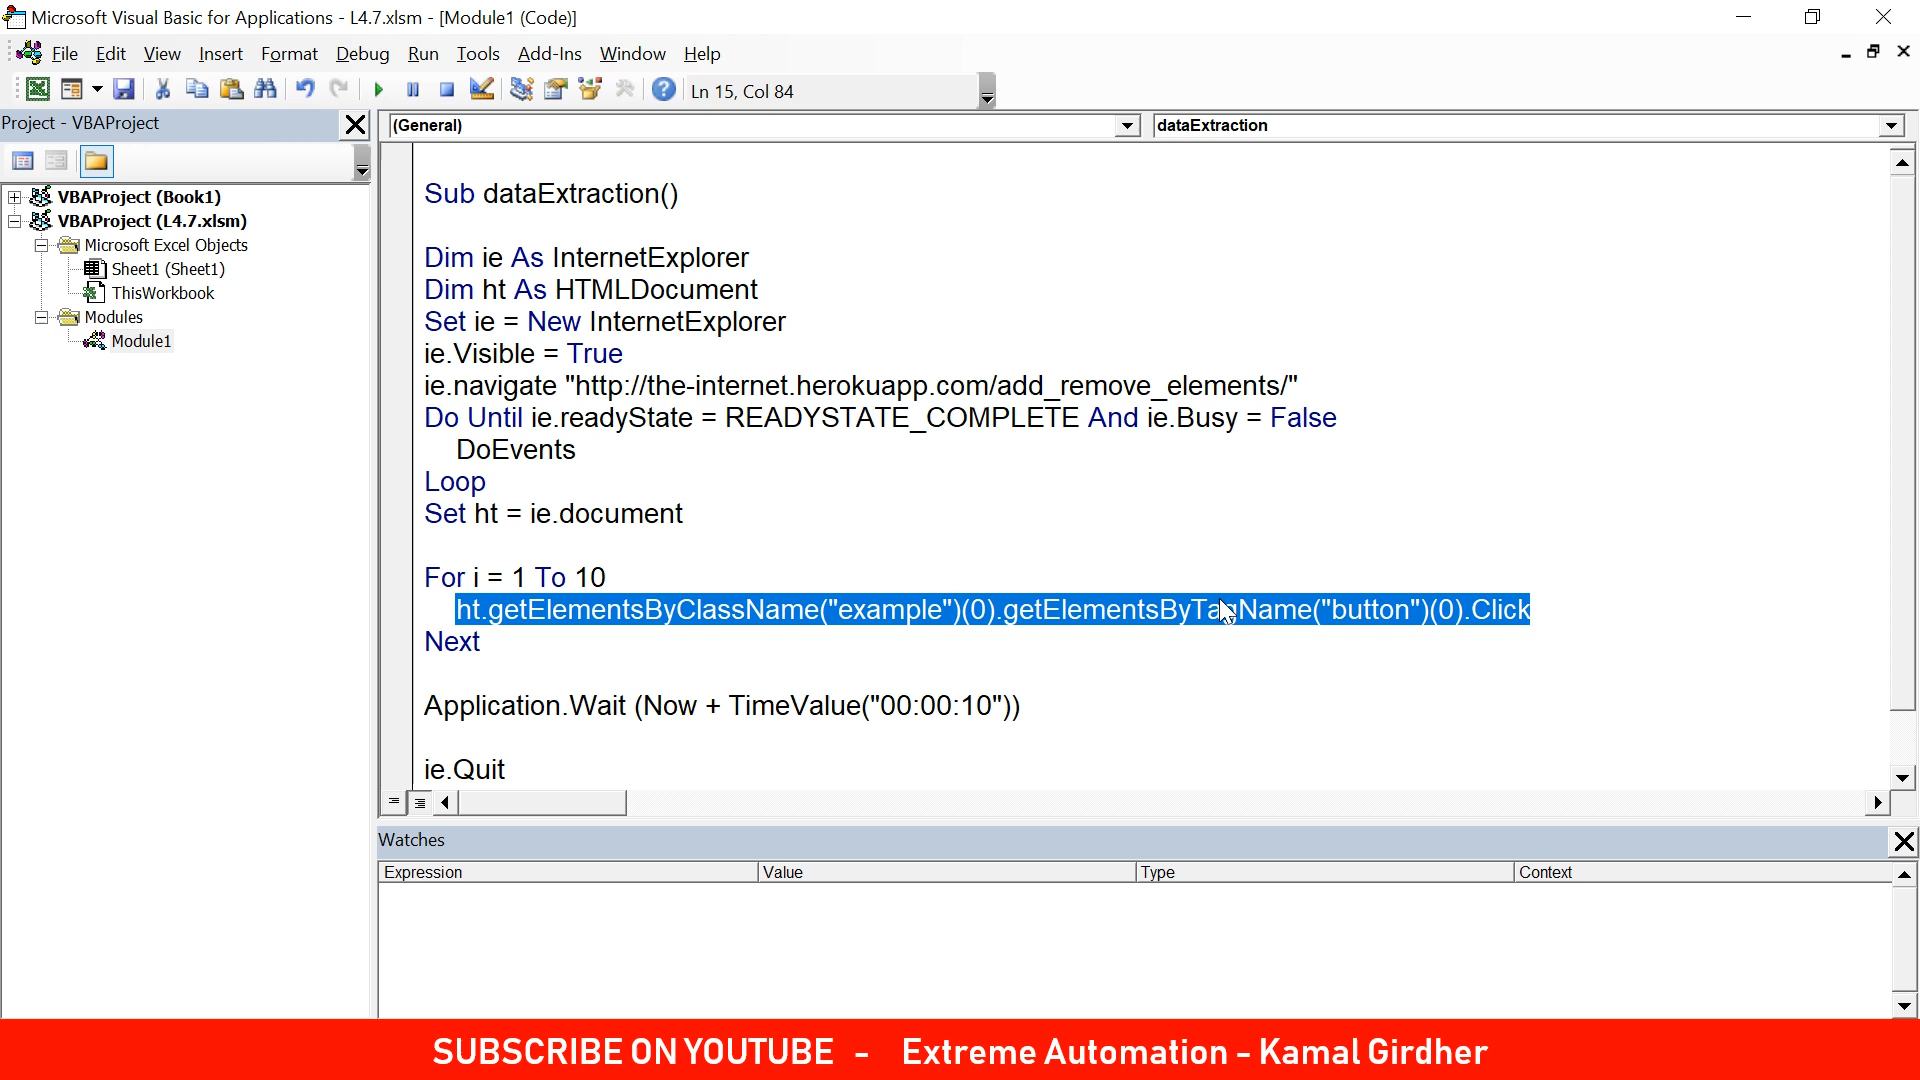 Microsoft Visual Basic for Applications - L4.7.xlsm - [Module1 (Code)]
File Edit View Insert Format Debug Run Tools Add-Ins Window Help
Ln 15, Col 84
Project - VBAProject
(General)
dataExtraction
VBAProject (Book1)
VBAProject (L4.7.xlsm)
Microsoft Excel Objects
Sheet1 (Sheet1)
ThisWorkbook
Modules
Module1
Sub dataExtraction()
Dim ie As InternetExplorer
Dim ht As HTMLDocument
Set ie = New InternetExplorer
ie.Visible = True
ie.navigate "http://the-internet.herokuapp.com/add_remove_elements/"
Do Until ie.readyState = READYSTATE_COMPLETE And ie.Busy = False
DoEvents
Loop
Set ht = ie.document
For i = 1 To 10
ht.getElementsByClassName("example")(0).getElementsByTagName("button")(0).Click
Next
Application.Wait (Now + TimeValue("00:00:10"))
ie.Quit
Watches
Expression Value Type Context
SUBSCRIBE ON YOUTUBE - Extreme Automation - Kamal Girdher